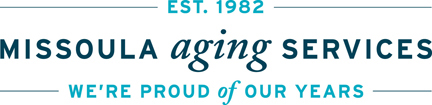 EST. 1982
MISSOULA aging SERVICES
WE'RE PROUD of OUR YEARS